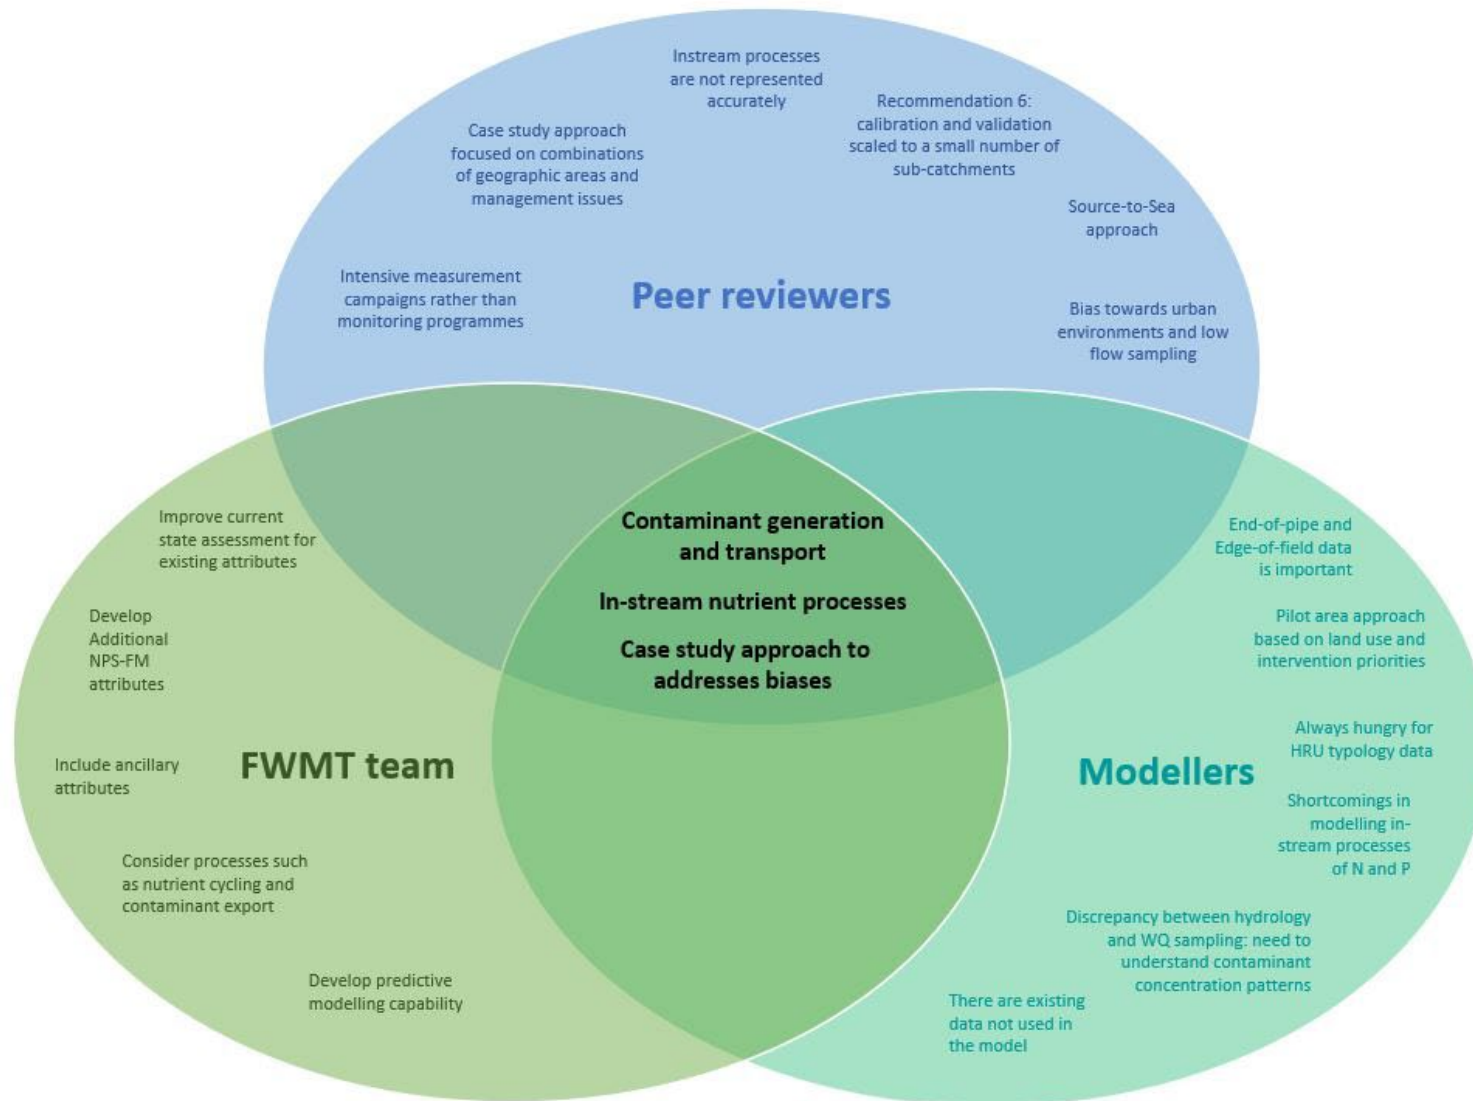 Instream processes
are not represented
accurately
Recommendation 6:
calibration and validation
scaled to a small number of
sub-catchments
Case study approach
focused on combinations
of geographic areas and
management issues
Source-to-Sea
approach
Intensive measurement
campaigns rather than
monitoring programmes
Peer reviewers
Bias towards urban
environments and low
flow sampling
Improve current
state assessment for
existing attributes
Develop
Additional
NPS-FM
attributes
Include ancillary
attributes
FWMT team
Consider processes such
as nutrient cycling and
contaminant export
Develop predictive
modelling capability
Contaminant generation
and transport
In-stream nutrient processes
Case study approach to
addresses biases
End-of-pipe and
Edge-of-field data
is important
Pilot area approach
based on land use and
intervention priorities
Always hungry for
HRU typology data
Modellers
Shortcomings in
modelling in-
stream processes
of N and P
Discrepancy between hydrology
and WQ sampling: need to
understand contaminant
concentration patterns
There are existing
data not used in
the model